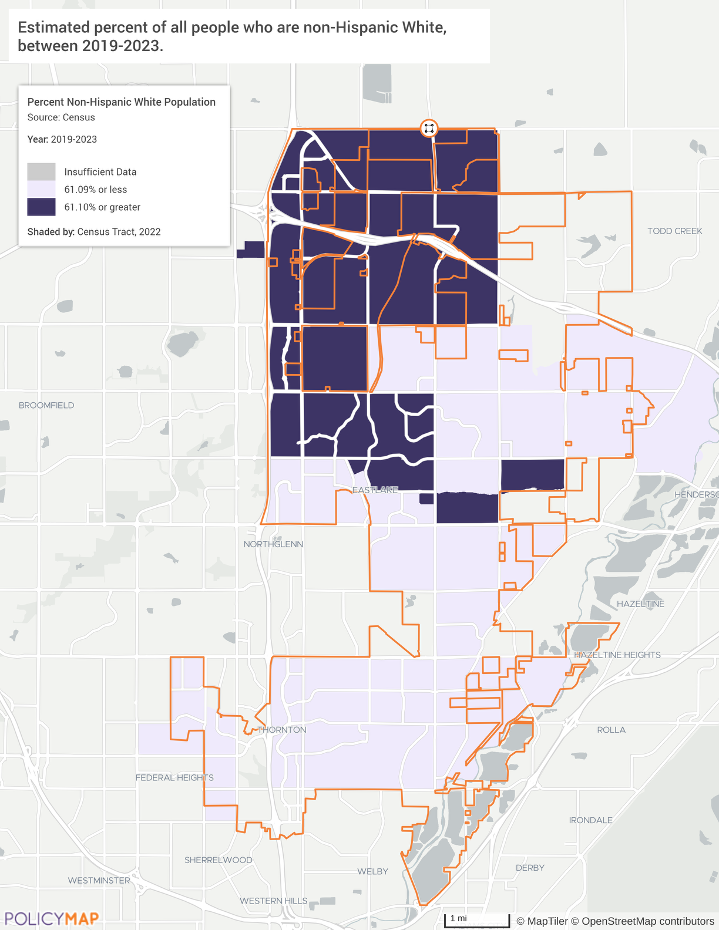 Estimated percent of all people who are non-Hispanic White,
between 2019-2023.
Percent Non-Hispanic White Population
Source: Census
Year: 2019-2023
Insufficient Data
61.09% or less
61.10% or greater
Shaded by: Census Tract, 2022
TODD CREEK
BROOMFIELD
EASTLAKE
HENDERSO
NORTHGLENN
HAZELTINE
HAZELTINE HEIGHTS
THORNTON
ROLLA
FEDERAL HEIGHTS
IRONDALE
SHERRELWOOD
WELBY
DERBY
WESTMINSTER
WESTERN HILLS
POLICYMAP
1 mi
© MapTiler © OpenStreetMap contributors